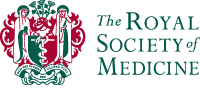 The ROYAL
SOCIETY of
MEDICINE